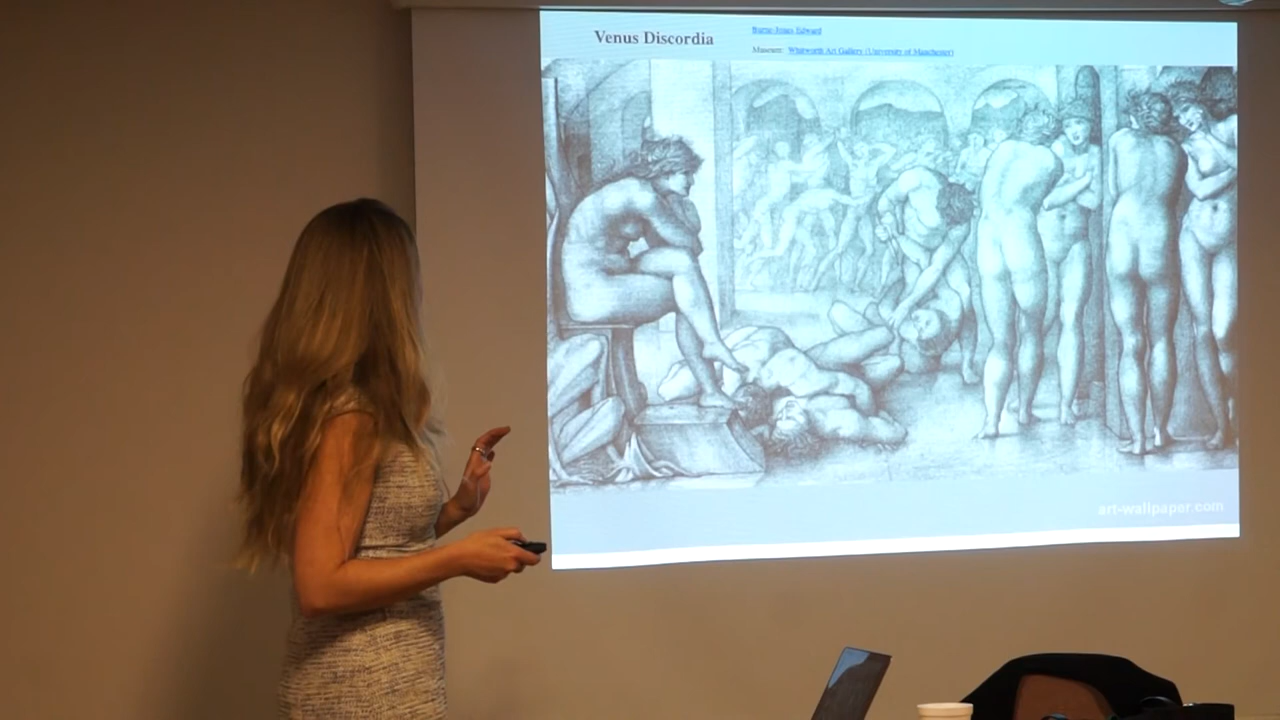 Venus Discordia
Burne-Jones Edward
Museum: Whitworth Art Gallery (University of Manchester)
art-wallpaper.com